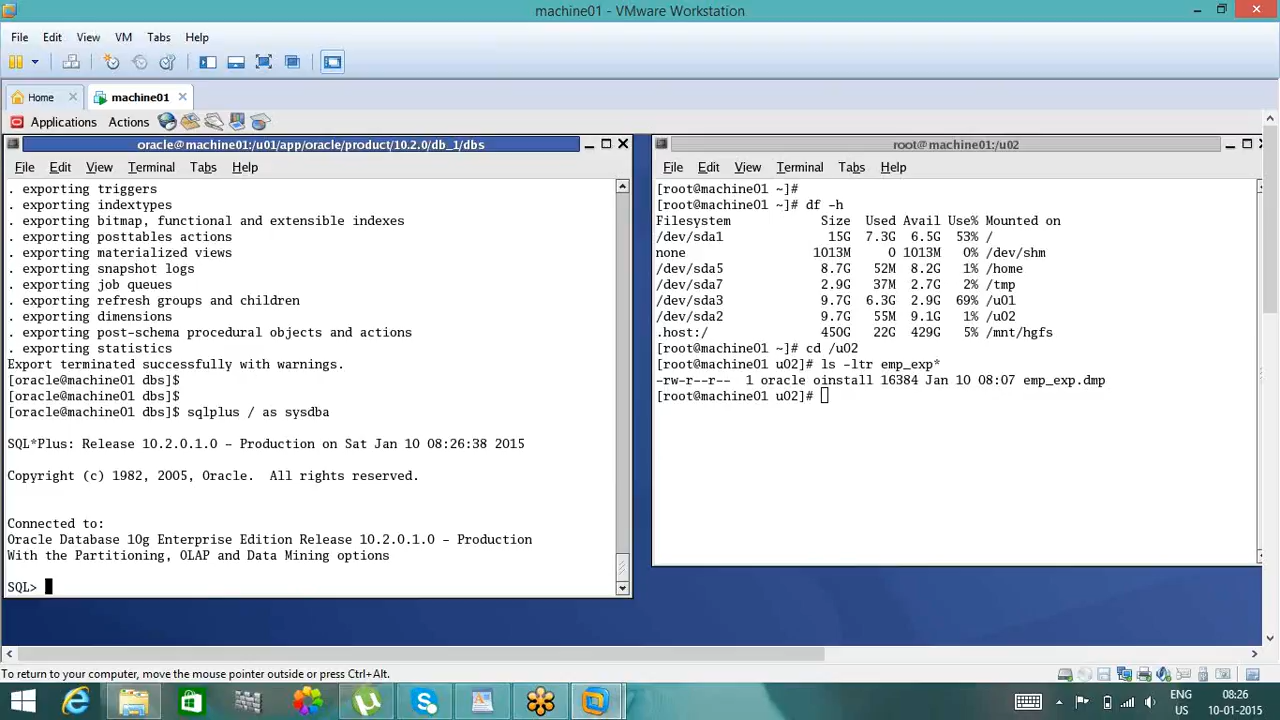 machine01 - VMware Workstation
File Edit View VM Tabs Help
Home machine01
Applications Actions
oracle@machine01:/u01/app/oracle/product/10.2.0/db_1/dbs
File Edit View Terminal Tabs Help
. exporting triggers
. exporting indextypes
. exporting bitmap, functional and extensible indexes
. exporting posttables actions
. exporting materialized views
. exporting snapshot logs
. exporting job queues
. exporting refresh groups and children
. exporting dimensions
. exporting post-schema procedural objects and actions
. exporting statistics
Export terminated successfully with warnings.
[oracle@machine01 dbs]$
[oracle@machine01 dbs]$
[oracle@machine01 dbs]$ sqlplus / as sysdba
SQL*Plus: Release 10.2.0.1.0 - Production on Sat Jan 10 08:26:38 2015
Copyright (c) 1982, 2005, Oracle.  All rights reserved.
Connected to:
Oracle Database 10g Enterprise Edition Release 10.2.0.1.0 - Production
With the Partitioning, OLAP and Data Mining options
SQL>
root@machine01:/u02
File Edit View Terminal Tabs Help
[root@machine01 ~]#
[root@machine01 ~]# df -h
Filesystem Size Used Avail Use% Mounted on
/dev/sda1 15G 7.3G 6.5G 53% /
none 1013M 0 1013M 0% /dev/shm
/dev/sda5 8.7G 52M 8.2G 1% /home
/dev/sda7 2.9G 37M 2.7G 2% /tmp
/dev/sda3 9.7G 6.3G 2.9G 69% /u01
/dev/sda2 9.7G 55M 9.1G 1% /u02
.host:/ 450G 22G 429G 5% /mnt/hgfs
[root@machine01 ~]# cd /u02
[root@machine01 u02]# ls -ltr emp_exp*
-rw-r--r-- 1 oracle oinstall 16384 Jan 10 08:07 emp_exp.dmp
[root@machine01 u02]#
To return to your computer, move the mouse pointer outside or press Ctrl+Alt.
ENG 08:26
US 10-01-2015